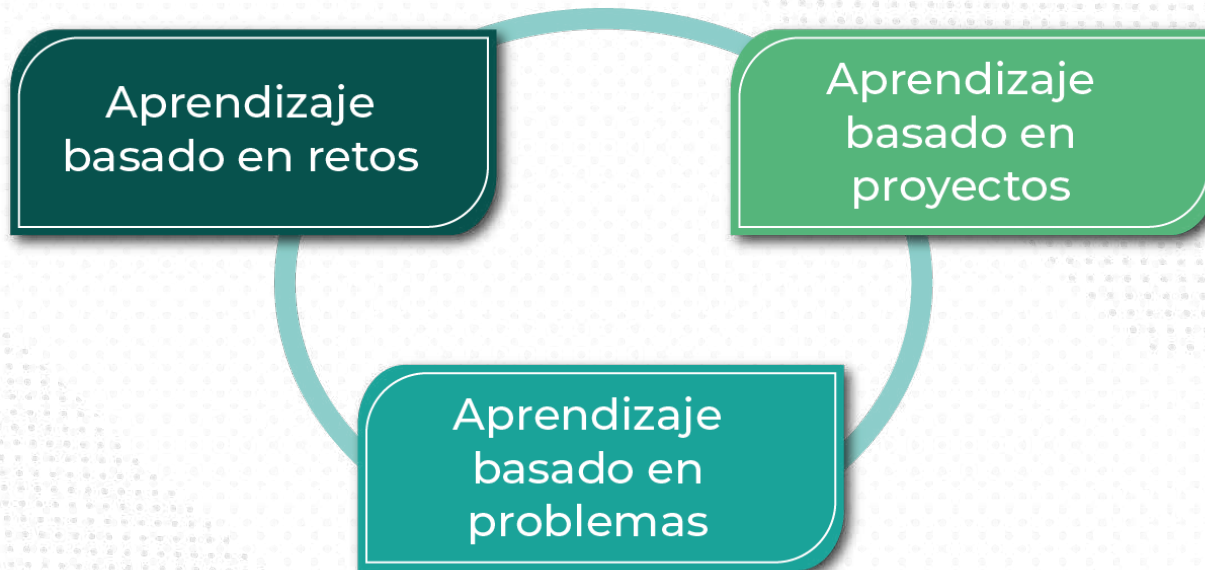 Aprendizaje
basado en retos
Aprendizaje
basado en
proyectos
Aprendizaje
basado en
problemas